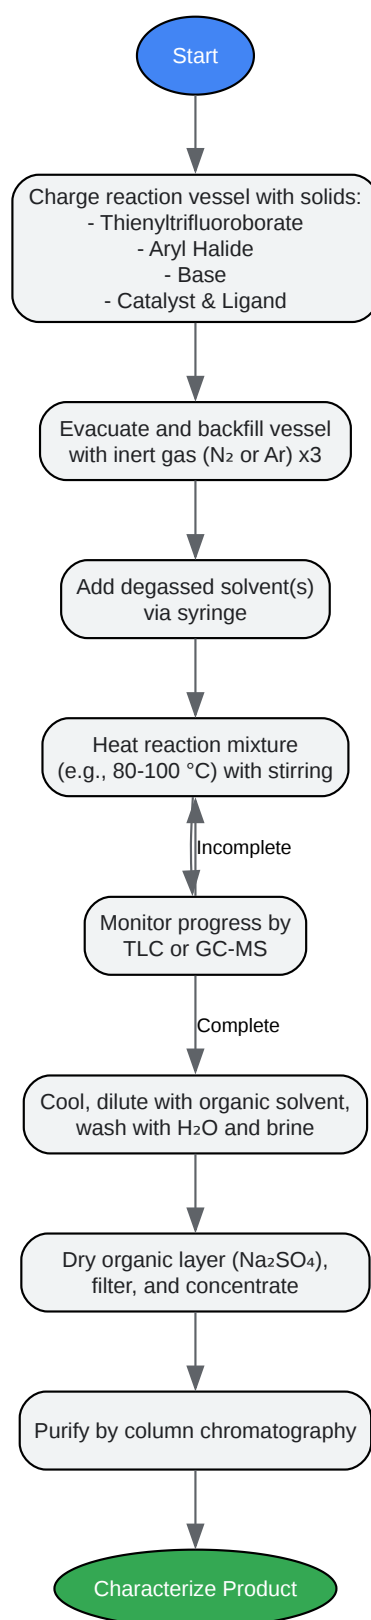 Start
Charge reaction vessel with solids:
- Thienyltrifluoroborate
- Aryl Halide
- Base
- Catalyst & Ligand
Evacuate and backfill vessel
with inert gas (N₂ or Ar) x3
Add degassed solvent(s)
via syringe
Heat reaction mixture
(e.g., 80-100 °C) with stirring
Incomplete
Monitor progress by
TLC or GC-MS
Complete
Cool, dilute with organic solvent,
wash with H₂O and brine
Dry organic layer (Na₂SO₄),
filter, and concentrate
Purify by column chromatography
Characterize Product